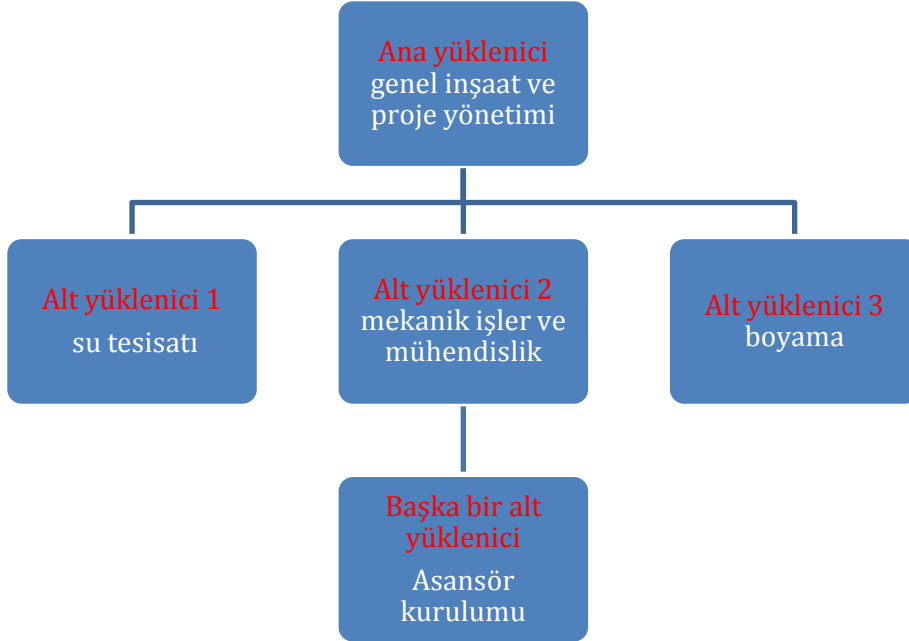 Ana yüklenici
genel inşaat ve
proje yönetimi
Alt yüklenici 1
su tesisatı
Alt yüklenici 2
mekanik işler ve
mühendislik
Alt yüklenici 3
boyama
Başka bir alt
yüklenici
Asansör
kurulumu